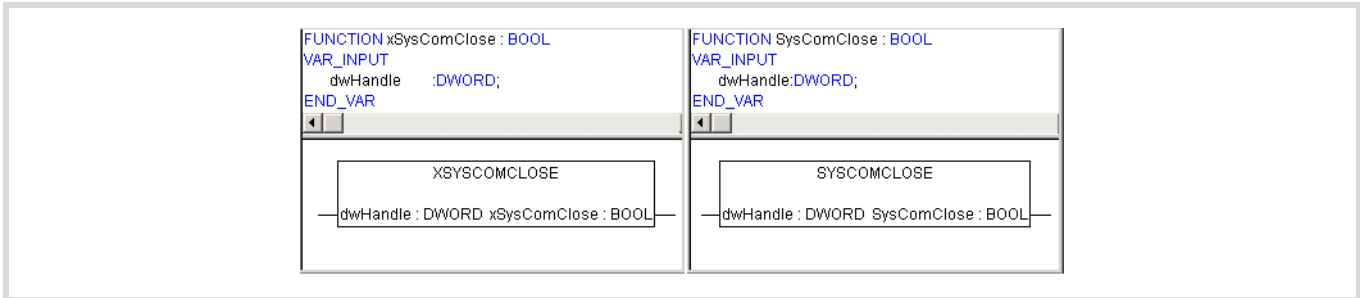 FUNCTION xSysComClose : BOOL
VAR_INPUT
dwHandle :DWORD;
END_VAR
XSYSCOMCLOSE
dwHandle : DWORD xSysComClose : BOOL
FUNCTION SysComClose : BOOL
VAR_INPUT
dwHandle:DWORD;
END_VAR
SYSCOMCLOSE
dwHandle : DWORD SysComClose : BOOL